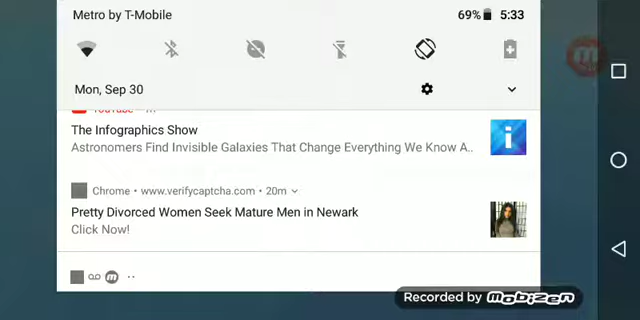 Metro by T-Mobile 69% 5:33
Mon, Sep 30
YouTube
The Infographics Show
Astronomers Find Invisible Galaxies That Change Everything We Know A..
Chrome • www.verifycaptcha.com • 20m
Pretty Divorced Women Seek Mature Men in Newark
Click Now!
Recorded by MOBIZEN